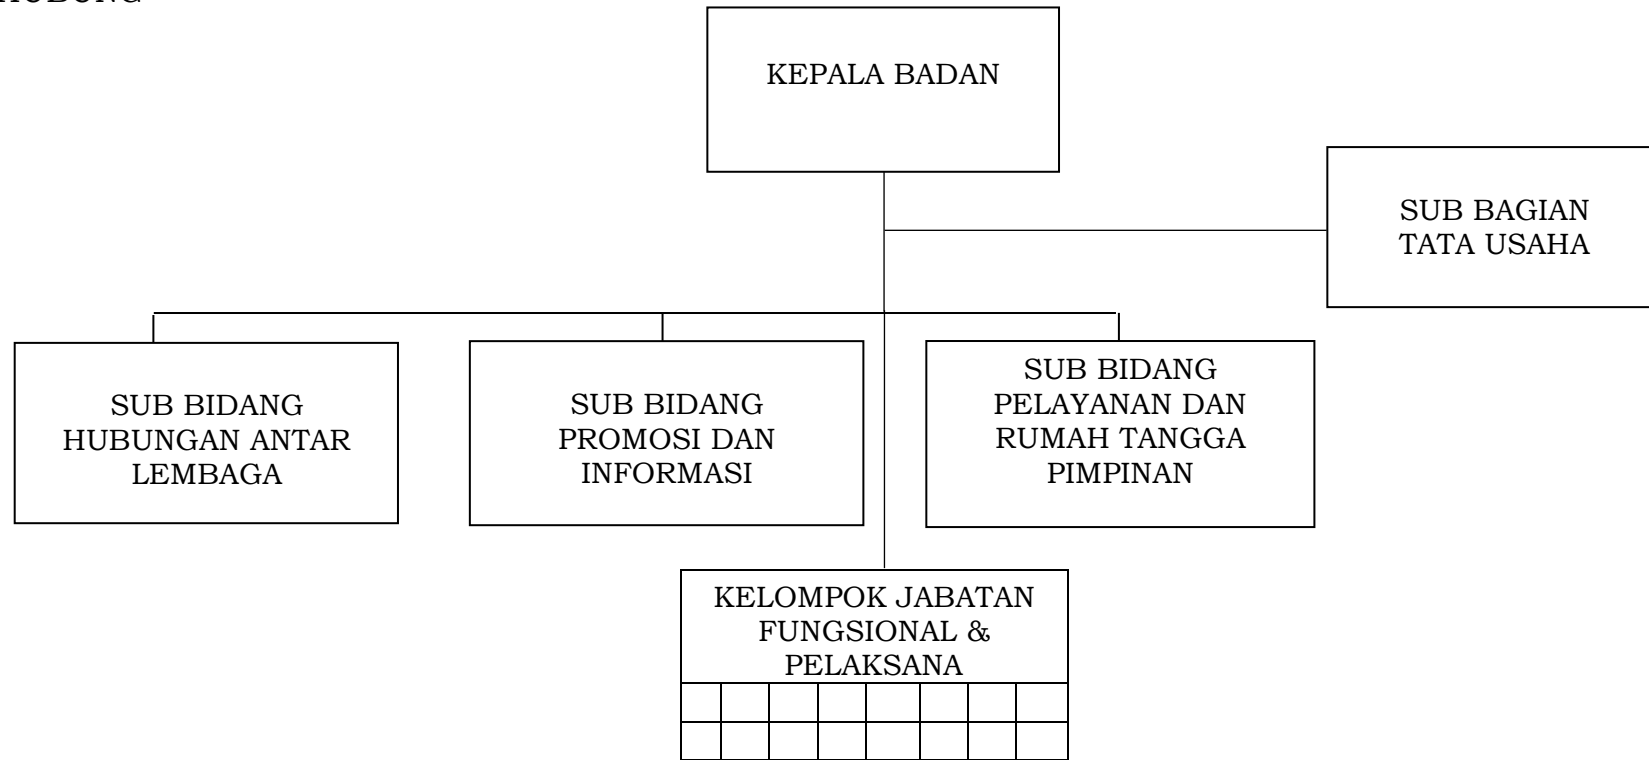 KEPALA BADAN
SUB BAGIAN
TATA USAHA
SUB BIDANG
HUBUNGAN ANTAR
LEMBAGA
SUB BIDANG
PROMOSI DAN
INFORMASI
SUB BIDANG
PELAYANAN DAN
RUMAH TANGGA
PIMPINAN
KELOMPOK JABATAN
FUNGSIONAL &
PELAKSANA